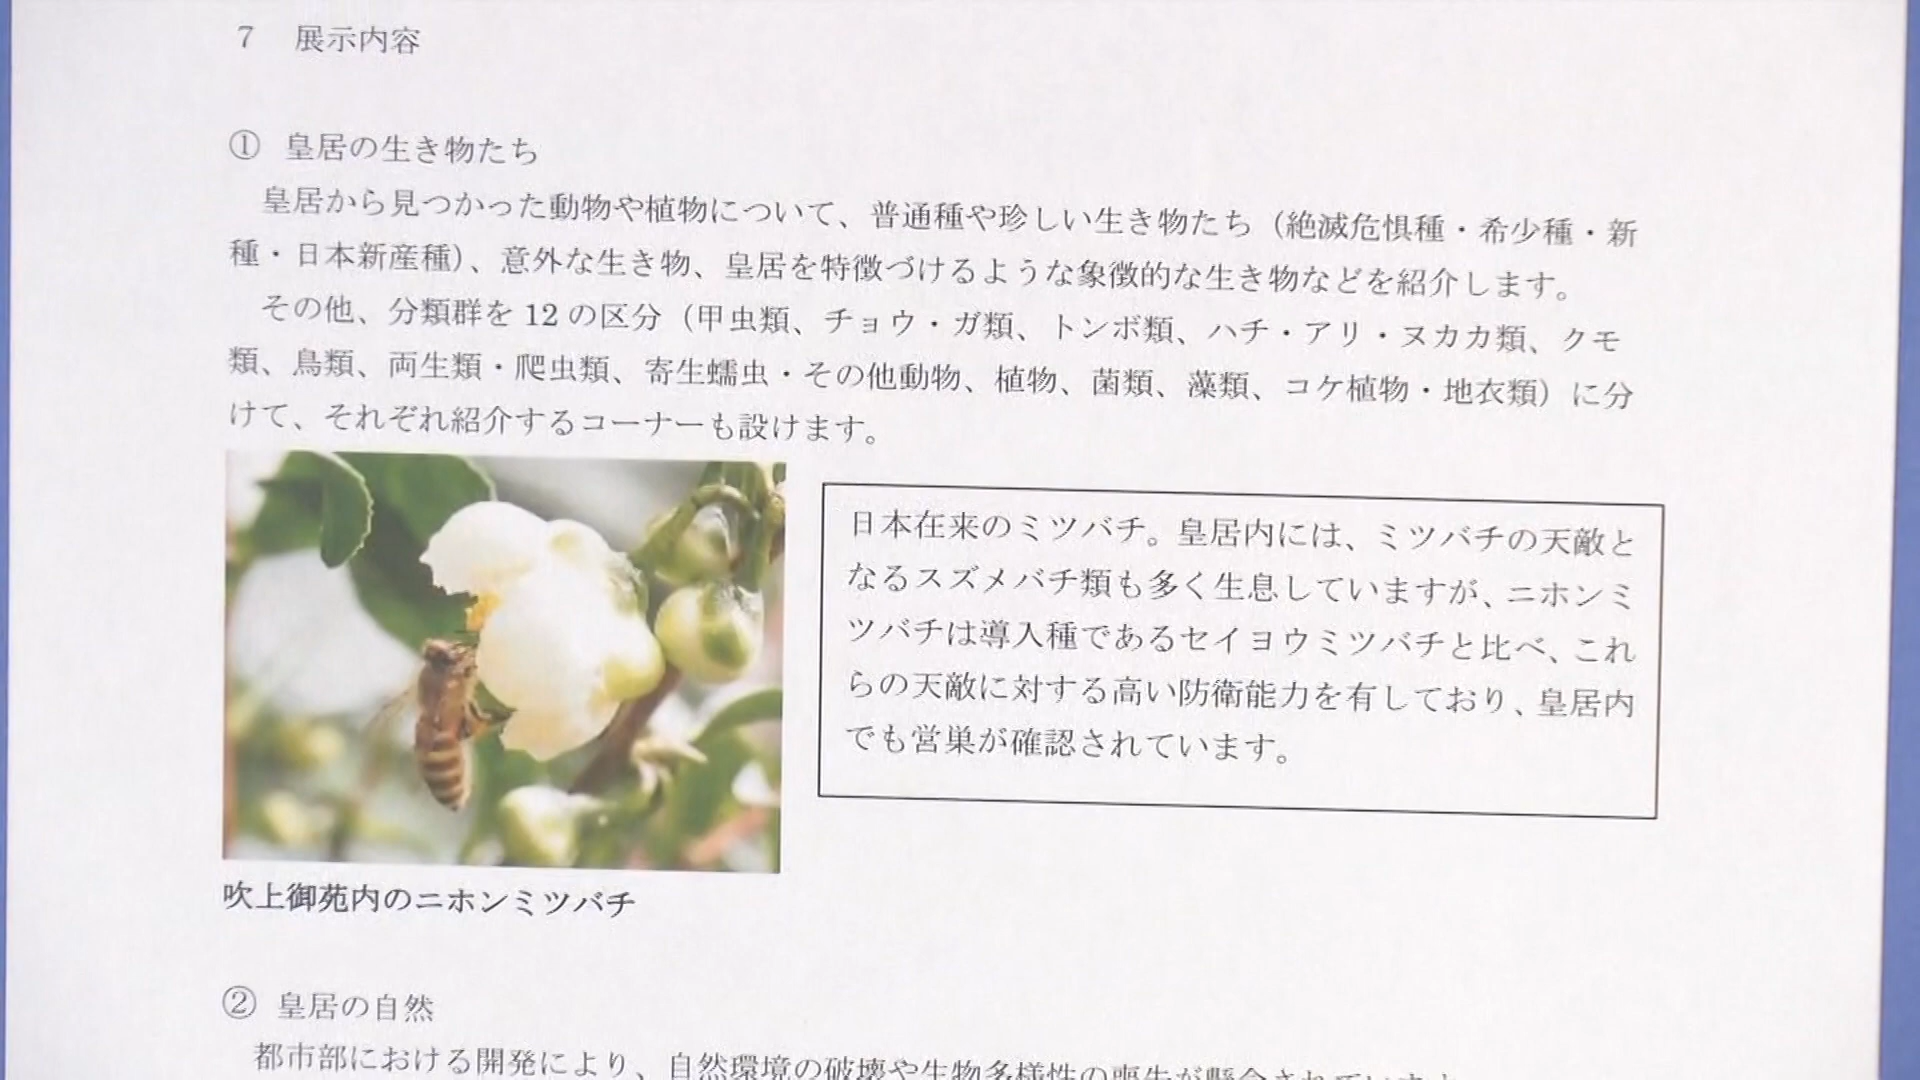 7 展示内容
① 皇居の生き物たち
皇居から見つかった動物や植物について、普通種や珍しい生き物たち（絶滅危惧種・希少種・新
種・日本新産種）、意外な生き物、皇居を特徴づけるような象徴的な生き物などを紹介します。
その他、分類群を 12 の区分（甲虫類、チョウ・ガ類、トンボ類、ハチ・アリ・ヌカカ類、クモ
類、鳥類、両生類・爬虫類、寄生蠕虫・その他動物、植物、菌類、藻類、コケ植物・地衣類）に分
けて、それぞれ紹介するコーナーも設けます。
日本在来のミツバチ。皇居内には、ミツバチの天敵と
なるスズメバチ類も多く生息していますが、ニホンミ
ツバチは導入種であるセイヨウミツバチと比べ、これ
らの天敵に対する高い防衛能力を有しており、皇居内
でも営巣が確認されています。
吹上御苑内のニホンミツバチ
② 皇居の自然
都市部における開発により、自然環境の破壊や生物多様性の喪失が懸念されています